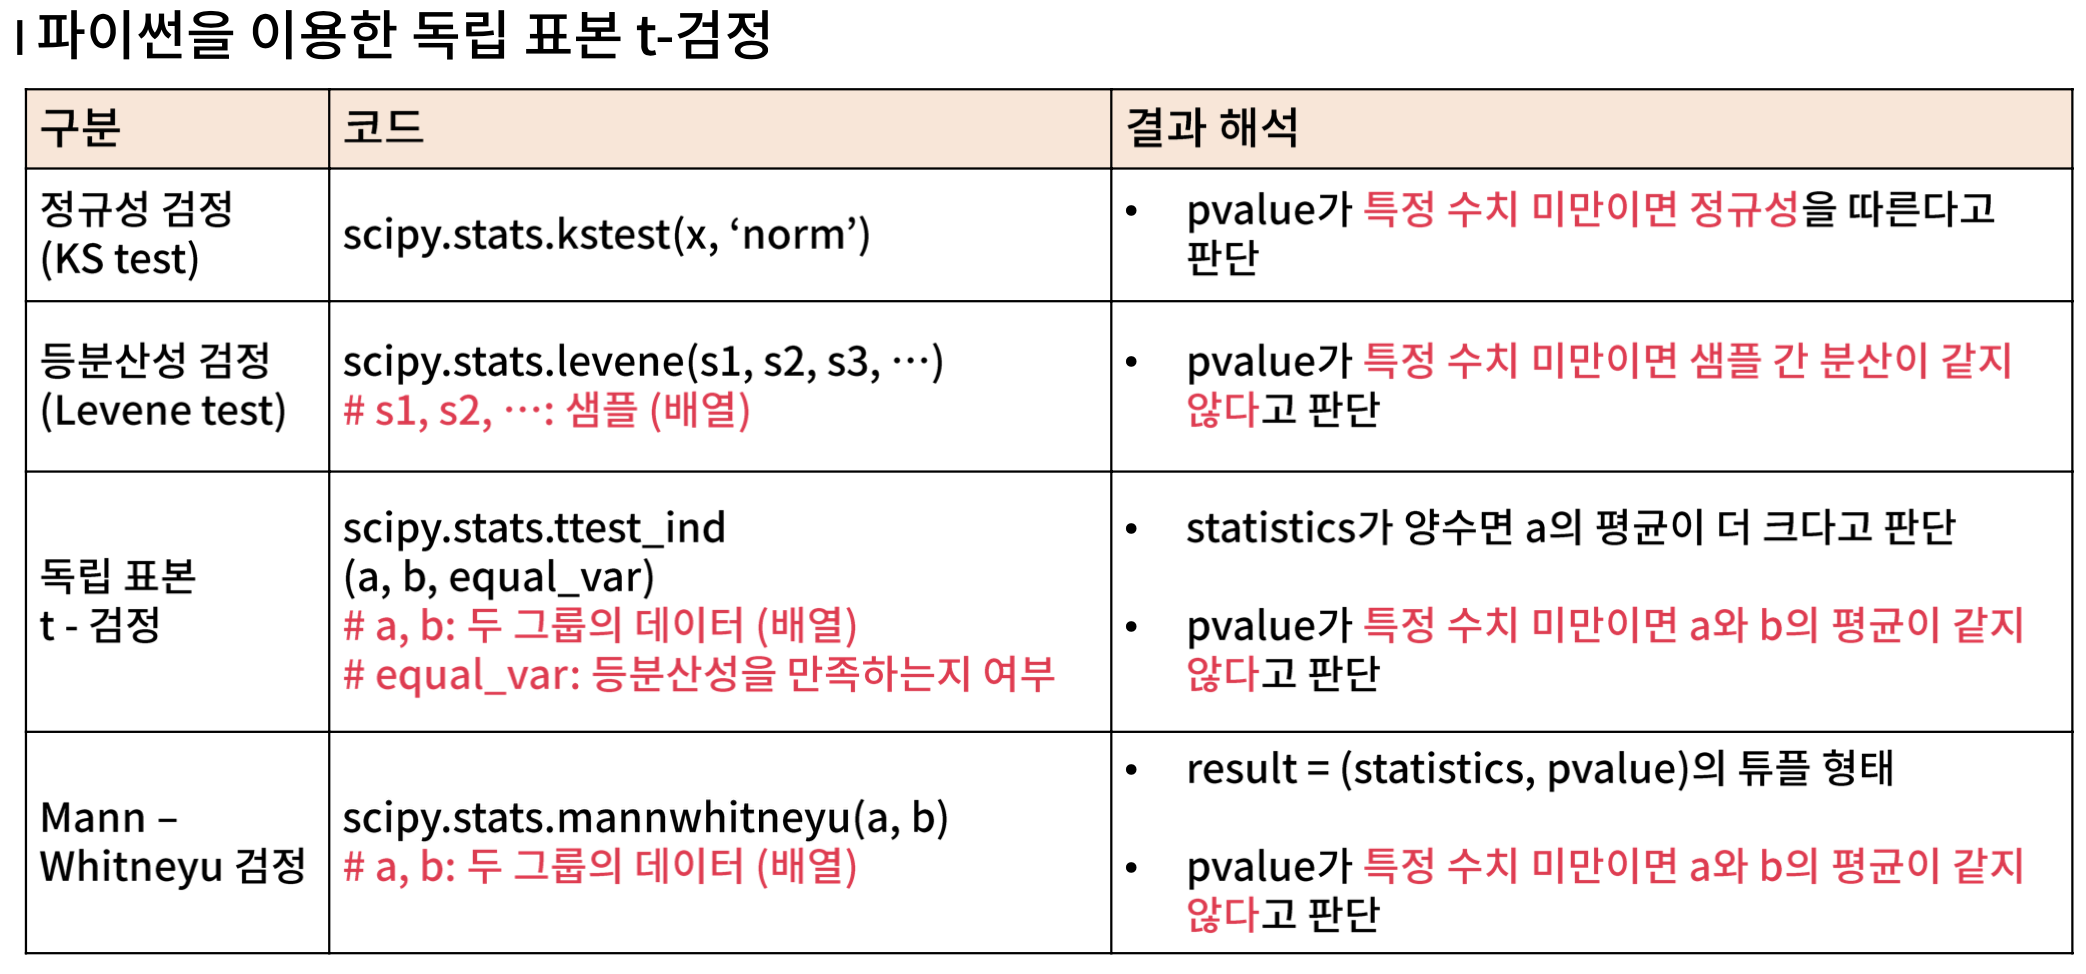 | 파이썬을 이용한 독립 표본 t-검정
구분
코드
결과 해석
정규성 검정
(KS test)
scipy.stats.kstest(x, ‘norm’)
• pvalue가 특정 수치 미만이면 정규성을 따른다고
판단
등분산성 검정
(Levene test)
scipy.stats.levene(s1, s2, s3, …)
# s1, s2, …: 샘플 (배열)
• pvalue가 특정 수치 미만이면 샘플 간 분산이 같지
않다고 판단
독립 표본
t - 검정
scipy.stats.ttest_ind
(a, b, equal_var)
# a, b: 두 그룹의 데이터 (배열)
# equal_var: 등분산성을 만족하는지 여부
• statistics가 양수면 a의 평균이 더 크다고 판단
• pvalue가 특정 수치 미만이면 a와 b의 평균이 같지
않다고 판단
Mann –
Whitneyu 검정
scipy.stats.mannwhitneyu(a, b)
# a, b: 두 그룹의 데이터 (배열)
• result = (statistics, pvalue)의 튜플 형태
• pvalue가 특정 수치 미만이면 a와 b의 평균이 같지
않다고 판단